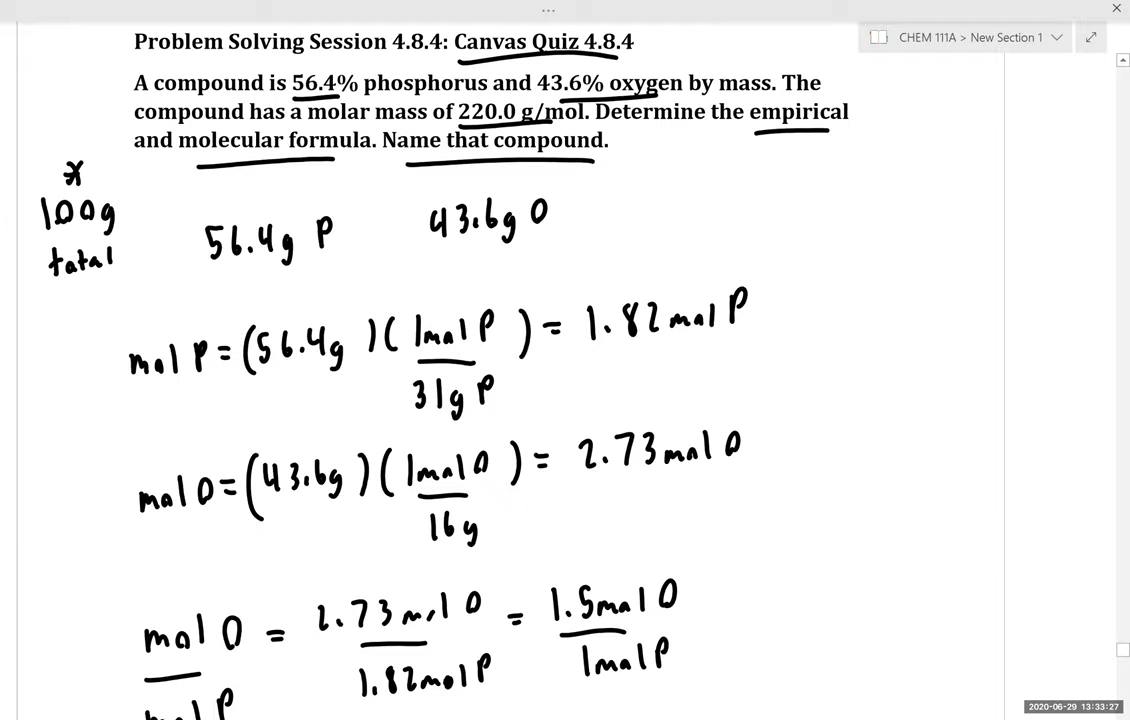 CHEM 111A > New Section 1
Problem Solving Session 4.8.4: Canvas Quiz 4.8.4
A compound is 56.4% phosphorus and 43.6% oxygen by mass. The
compound has a molar mass of 220.0 g/mol. Determine the empirical
and molecular formula. Name that compound.
*
100g
total
56.4g P 43.6g O
mol P = (56.4g)(1mol P / 31g P) = 1.82 mol P
mol O = (43.6g)(1mol O / 16g) = 2.73 mol O
mol O / mol P = 2.73 mol O / 1.82 mol P = 1.5 mol O / 1 mol P
2020-06-29 13:33:27